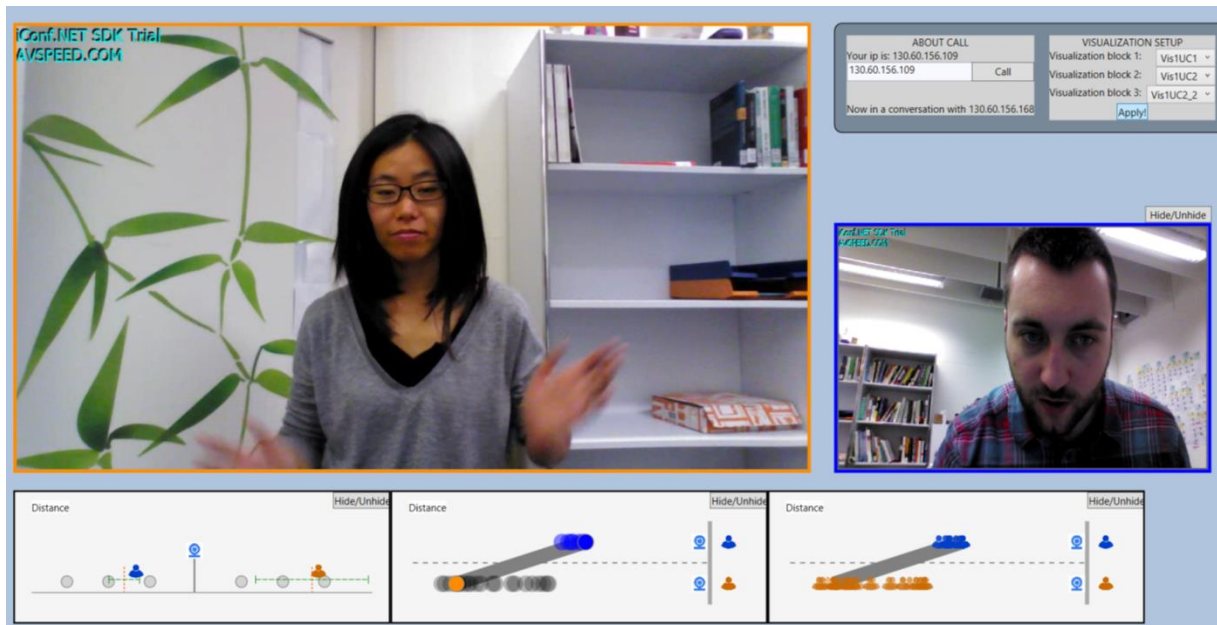 iConf.NET SDK Trial
AVSPEED.COM
ABOUT CALL
Your ip is: 130.60.156.109
130.60.156.109
Call
Now in a conversation with 130.60.156.168
VISUALIZATION SETUP
Visualization block 1: Vis1UC1
Visualization block 2: Vis1UC2
Visualization block 3: Vis1UC2_2
Apply!
Hide/Unhide
iConf.NET SDK Trial
AVSPEED.COM
Distance
Hide/Unhide
Distance
Hide/Unhide
Distance
Hide/Unhide